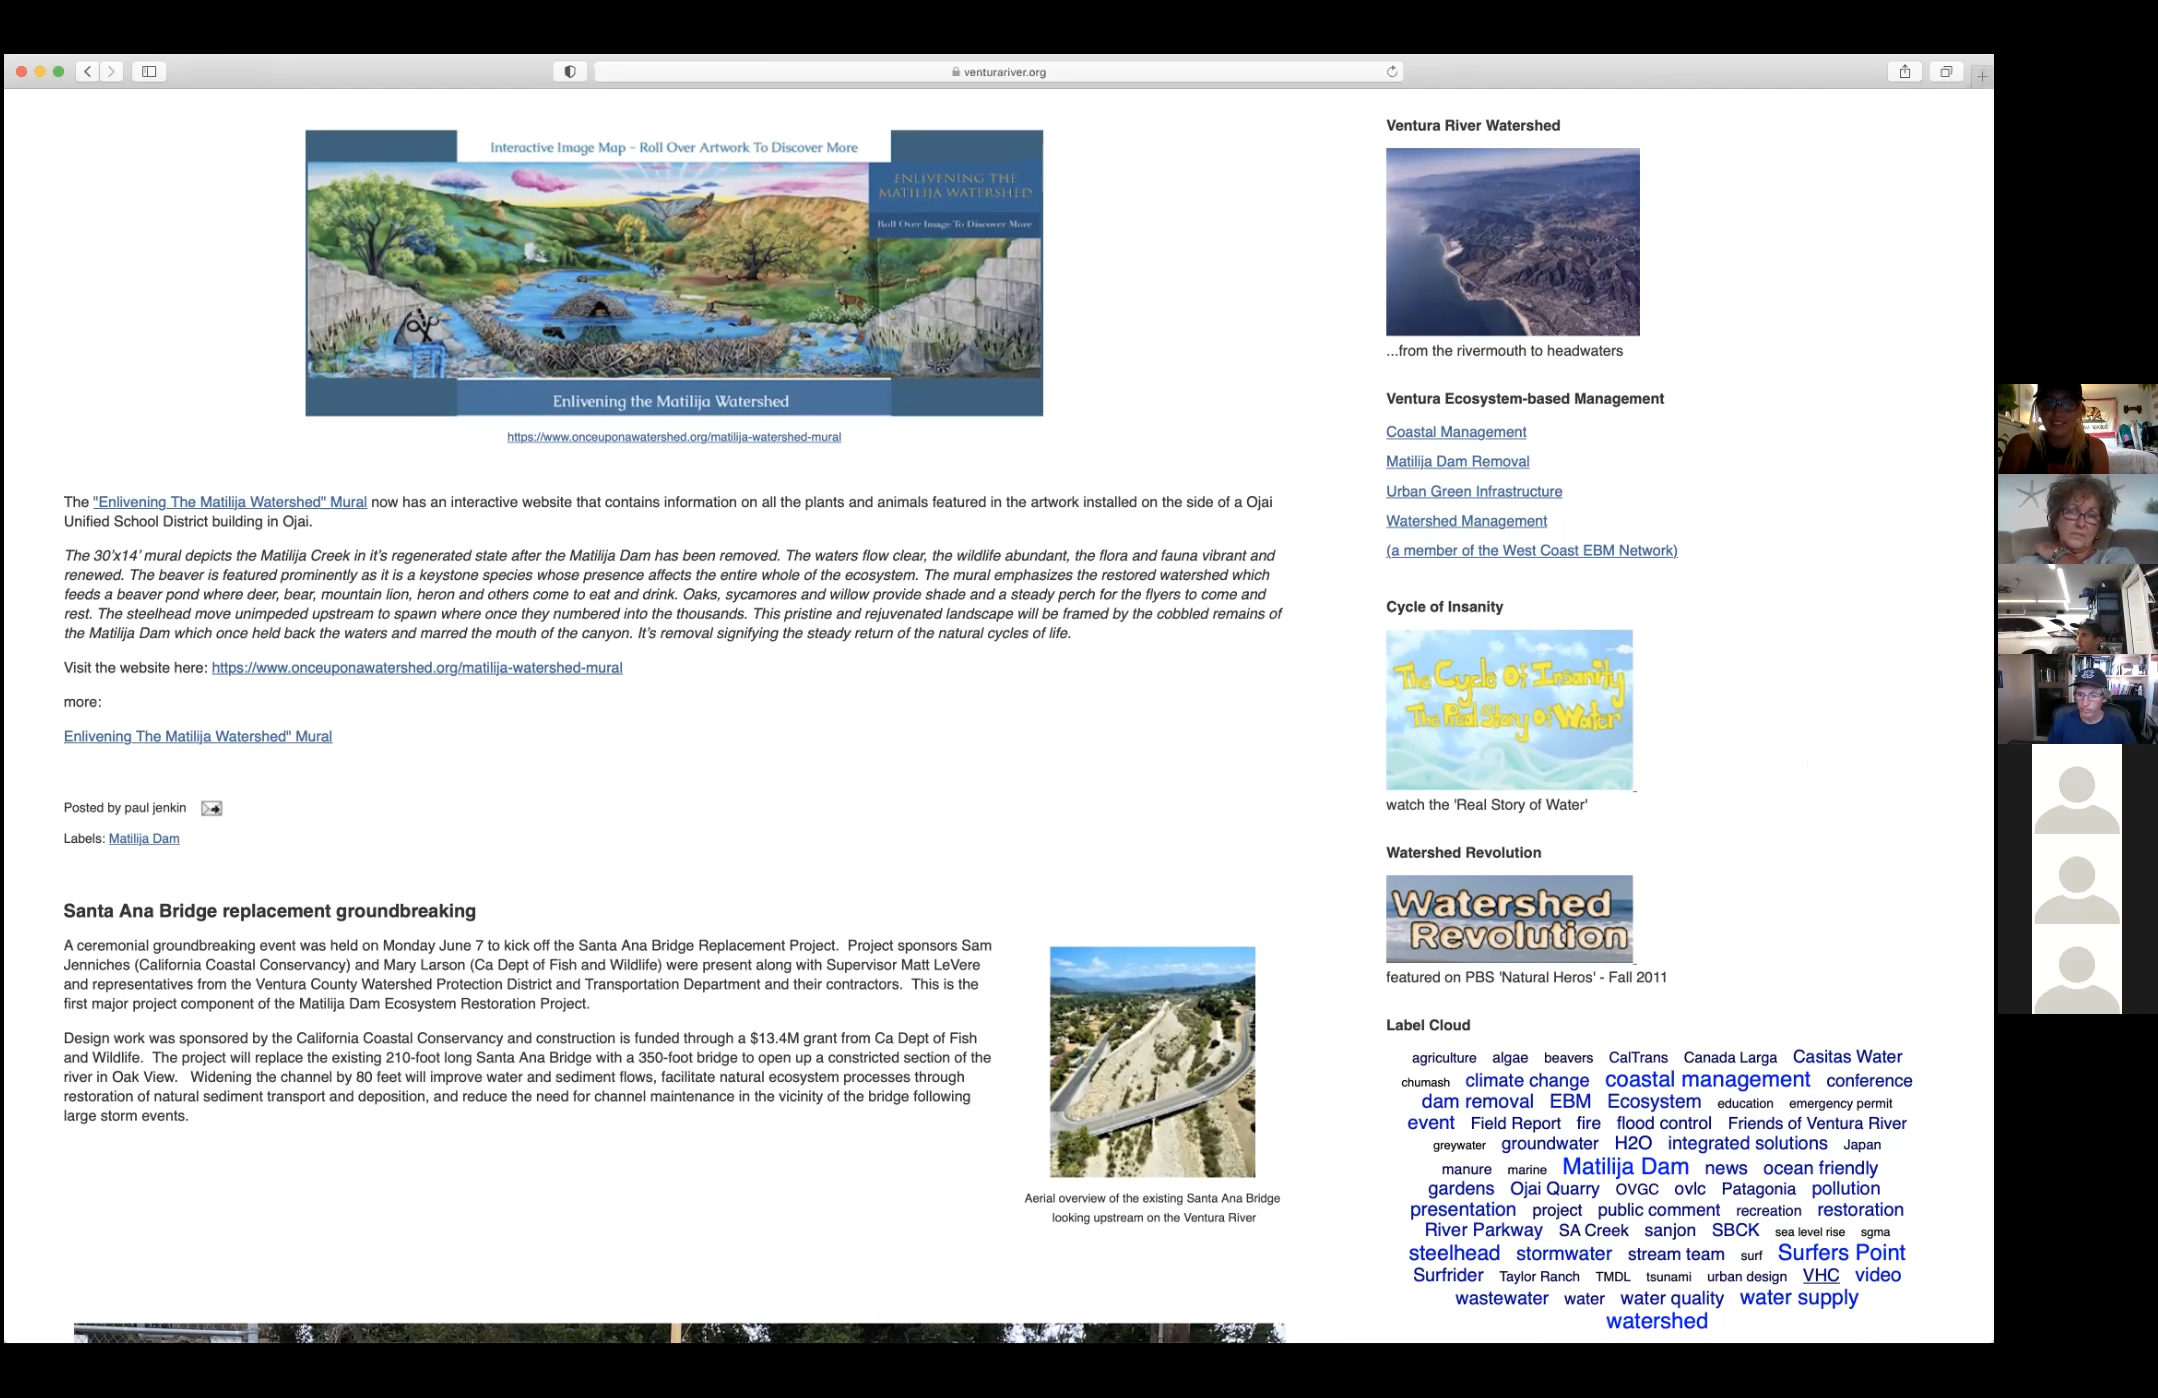 venturariver.org
Interactive Image Map - Roll Over Artwork To Discover More
ENLIVENING THE
MATILIJA WATERSHED
Roll Over Image To Discover More
Enlivening the Matilija Watershed
https://www.onceuponawatershed.org/matilija-watershed-mural
The "Enlivening The Matilija Watershed" Mural now has an interactive website that contains information on all the plants and animals featured in the artwork installed on the side of a Ojai
Unified School District building in Ojai.
The 30'x14' mural depicts the Matilija Creek in it's regenerated state after the Matilija Dam has been removed. The waters flow clear, the wildlife abundant, the flora and fauna vibrant and
renewed. The beaver is featured prominently as it is a keystone species whose presence affects the entire whole of the ecosystem. The mural emphasizes the restored watershed which
feeds a beaver pond where deer, bear, mountain lion, heron and others come to eat and drink. Oaks, sycamores and willow provide shade and a steady perch for the flyers to come and
rest. The steelhead move unimpeded upstream to spawn where once they numbered into the thousands. This pristine and rejuvenated landscape will be framed by the cobbled remains of
the Matilija Dam which once held back the waters and marred the mouth of the canyon. It's removal signifying the steady return of the natural cycles of life.
Visit the website here: https://www.onceuponawatershed.org/matilija-watershed-mural
more:
Enlivening The Matilija Watershed" Mural
Posted by paul jenkin
Labels: Matilija Dam
Santa Ana Bridge replacement groundbreaking
A ceremonial groundbreaking event was held on Monday June 7 to kick off the Santa Ana Bridge Replacement Project. Project sponsors Sam
Jenniches (California Coastal Conservancy) and Mary Larson (Ca Dept of Fish and Wildlife) were present along with Supervisor Matt LeVere
and representatives from the Ventura County Watershed Protection District and Transportation Department and their contractors. This is the
first major project component of the Matilija Dam Ecosystem Restoration Project.
Design work was sponsored by the California Coastal Conservancy and construction is funded through a $13.4M grant from Ca Dept of Fish
and Wildlife. The project will replace the existing 210-foot long Santa Ana Bridge with a 350-foot bridge to open up a constricted section of the
river in Oak View. Widening the channel by 80 feet will improve water and sediment flows, facilitate natural ecosystem processes through
restoration of natural sediment transport and deposition, and reduce the need for channel maintenance in the vicinity of the bridge following
large storm events.
Aerial overview of the existing Santa Ana Bridge
looking upstream on the Ventura River
Ventura River Watershed
...from the rivermouth to headwaters
Ventura Ecosystem-based Management
Coastal Management
Matilija Dam Removal
Urban Green Infrastructure
Watershed Management
(a member of the West Coast EBM Network)
Cycle of Insanity
The Cycle Of Insanity
The Real Story Of Water
watch the 'Real Story of Water'
Watershed Revolution
Watershed
Revolution
featured on PBS 'Natural Heros' - Fall 2011
Label Cloud
agriculture algae beavers CalTrans Canada Larga Casitas Water
chumash climate change coastal management conference
dam removal EBM Ecosystem education emergency permit
event Field Report fire flood control Friends of Ventura River
greywater groundwater H2O integrated solutions Japan
manure marine Matilija Dam news ocean friendly
gardens Ojai Quarry OVGC ovlc Patagonia pollution
presentation project public comment recreation restoration
River Parkway SA Creek sanjon SBCK sea level rise sgma
steelhead stormwater stream team surf Surfers Point
Surfrider Taylor Ranch TMDL tsunami urban design VHC video
wastewater water water quality water supply
watershed